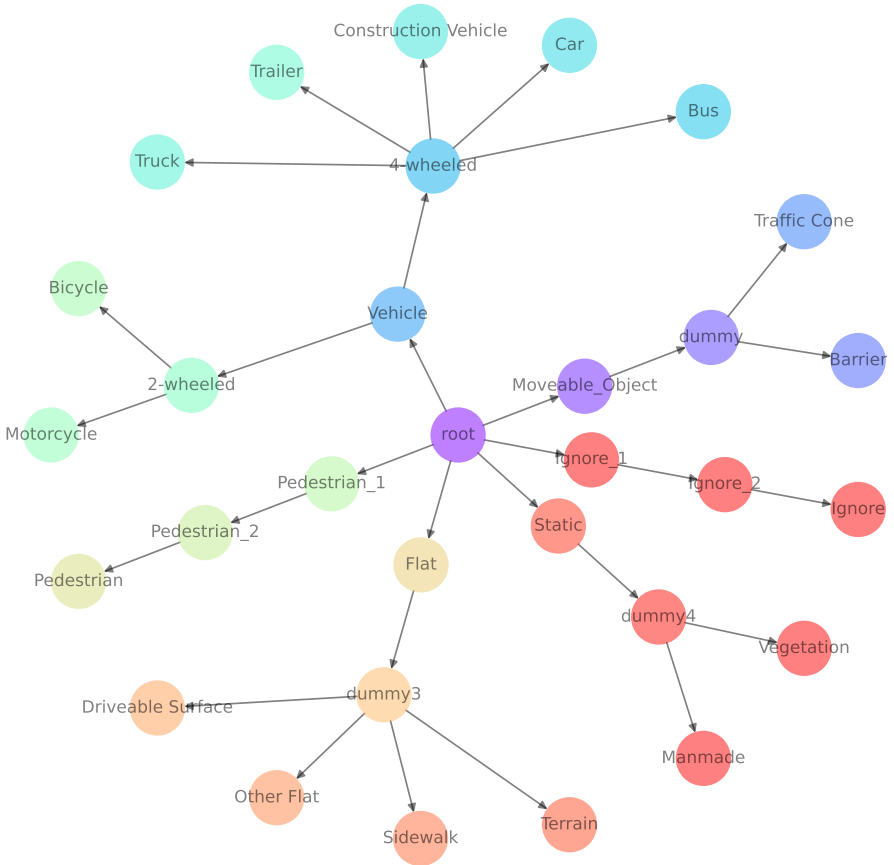 Construction Vehicle
Car
Trailer
Bus
Truck
4-wheeled
Traffic Cone
Bicycle
Vehicle
dummy
Barrier
2-wheeled
Moveable_Object
Motorcycle
root
Ignore_1
Pedestrian_1
Ignore_2
Ignore
Static
Pedestrian_2
Flat
Pedestrian
dummy4
Vegetation
dummy3
Driveable Surface
Manmade
Other Flat
Terrain
Sidewalk